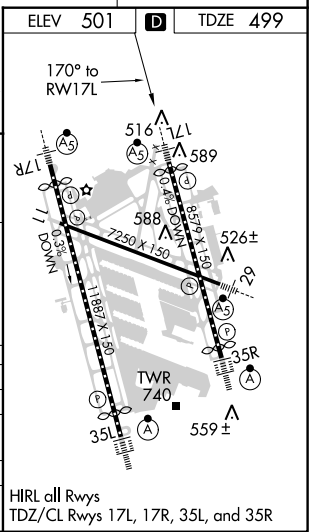 ELEV 501 D TDZE 499
170° to
RW17L
516
17L
A5
A5
589
17R
P
P
0.4% DOWN
P
11
8579 X 150
588
526±
0.3%
DOWN
7250 X 150
29
P
A5
11887 X 150
35R
TWR
740
A
P
A
559±
35L
HIRL all Rwys
TDZ/CL Rwys 17L, 17R, 35L, and 35R